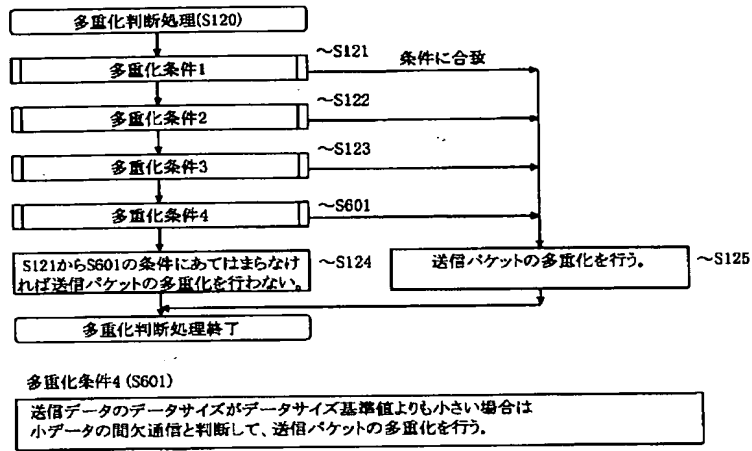 多重化判断処理(S120)
～S121
多重化条件1
条件に合致
～S122
多重化条件2
～S123
多重化条件3
～S601
多重化条件4
S121からS601の条件にあてはまらなけ
れば送信パケットの多重化を行わない。
～S124
送信パケットの多重化を行う。
～S125
多重化判断処理終了
多重化条件4 (S601)
送信データのデータサイズがデータサイズ基準値よりも小さい場合は
小データの間欠通信と判断して、送信パケットの多重化を行う。